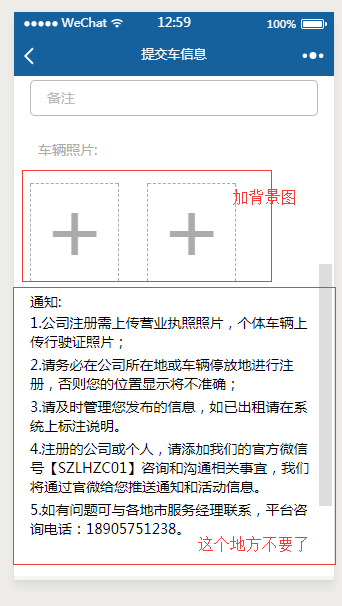 WeChat 12:59 100%
提交车信息
备注
车辆照片:
加背景图
通知:
1.公司注册需上传营业执照照片，个体车辆上
传行驶证照片；
2.请务必在公司所在地或车辆停放地进行注
册，否则您的位置显示将不准确；
3.请及时管理您发布的信息，如已出租请在系
统上标注说明。
4.注册的公司或个人，请添加我们的官方微信
号【SZLHZC01】咨询和沟通相关事宜，我们
将通过官微给您推送通知和活动信息。
5.如有问题可与各地市服务经理联系，平台咨
询电话：18905751238。
这个地方不要了